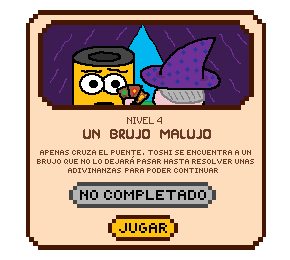 NIVEL 4
UN BRUJO MALUJO
APENAS CRUZA EL PUENTE, TOSHI SE ENCUENTRA A UN
BRUJO QUE NO LO DEJARÁ PASAR HASTA RESOLVER UNAS
ADIVINANZAS PARA PODER CONTINUAR
NO COMPLETADO
JUGAR